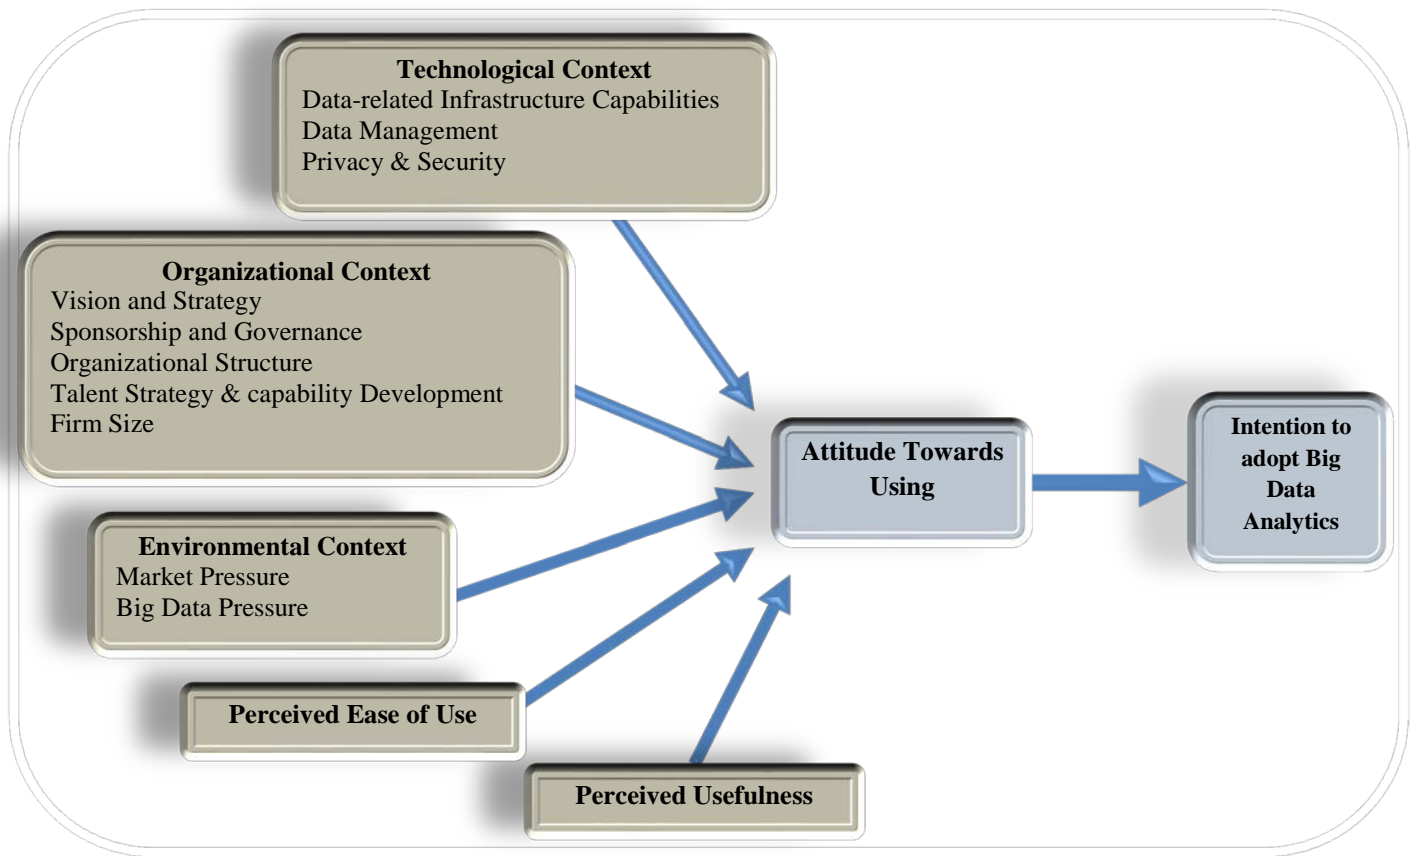 Technological Context
Data-related Infrastructure Capabilities
Data Management
Privacy & Security
Organizational Context
Vision and Strategy
Sponsorship and Governance
Organizational Structure
Talent Strategy & capability Development
Firm Size
Environmental Context
Market Pressure
Big Data Pressure
Perceived Ease of Use
Perceived Usefulness
Attitude Towards
Using
Intention to
adopt Big
Data
Analytics